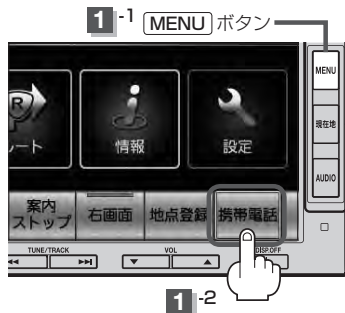 1 -1 MENU ボタン
MENU
現在地
AUDIO
R
ルート
情報
設定
案内
ストップ
右画面
地点登録
携帯電話
TUNE/TRACK
VOL
DISP.OFF
1 -2